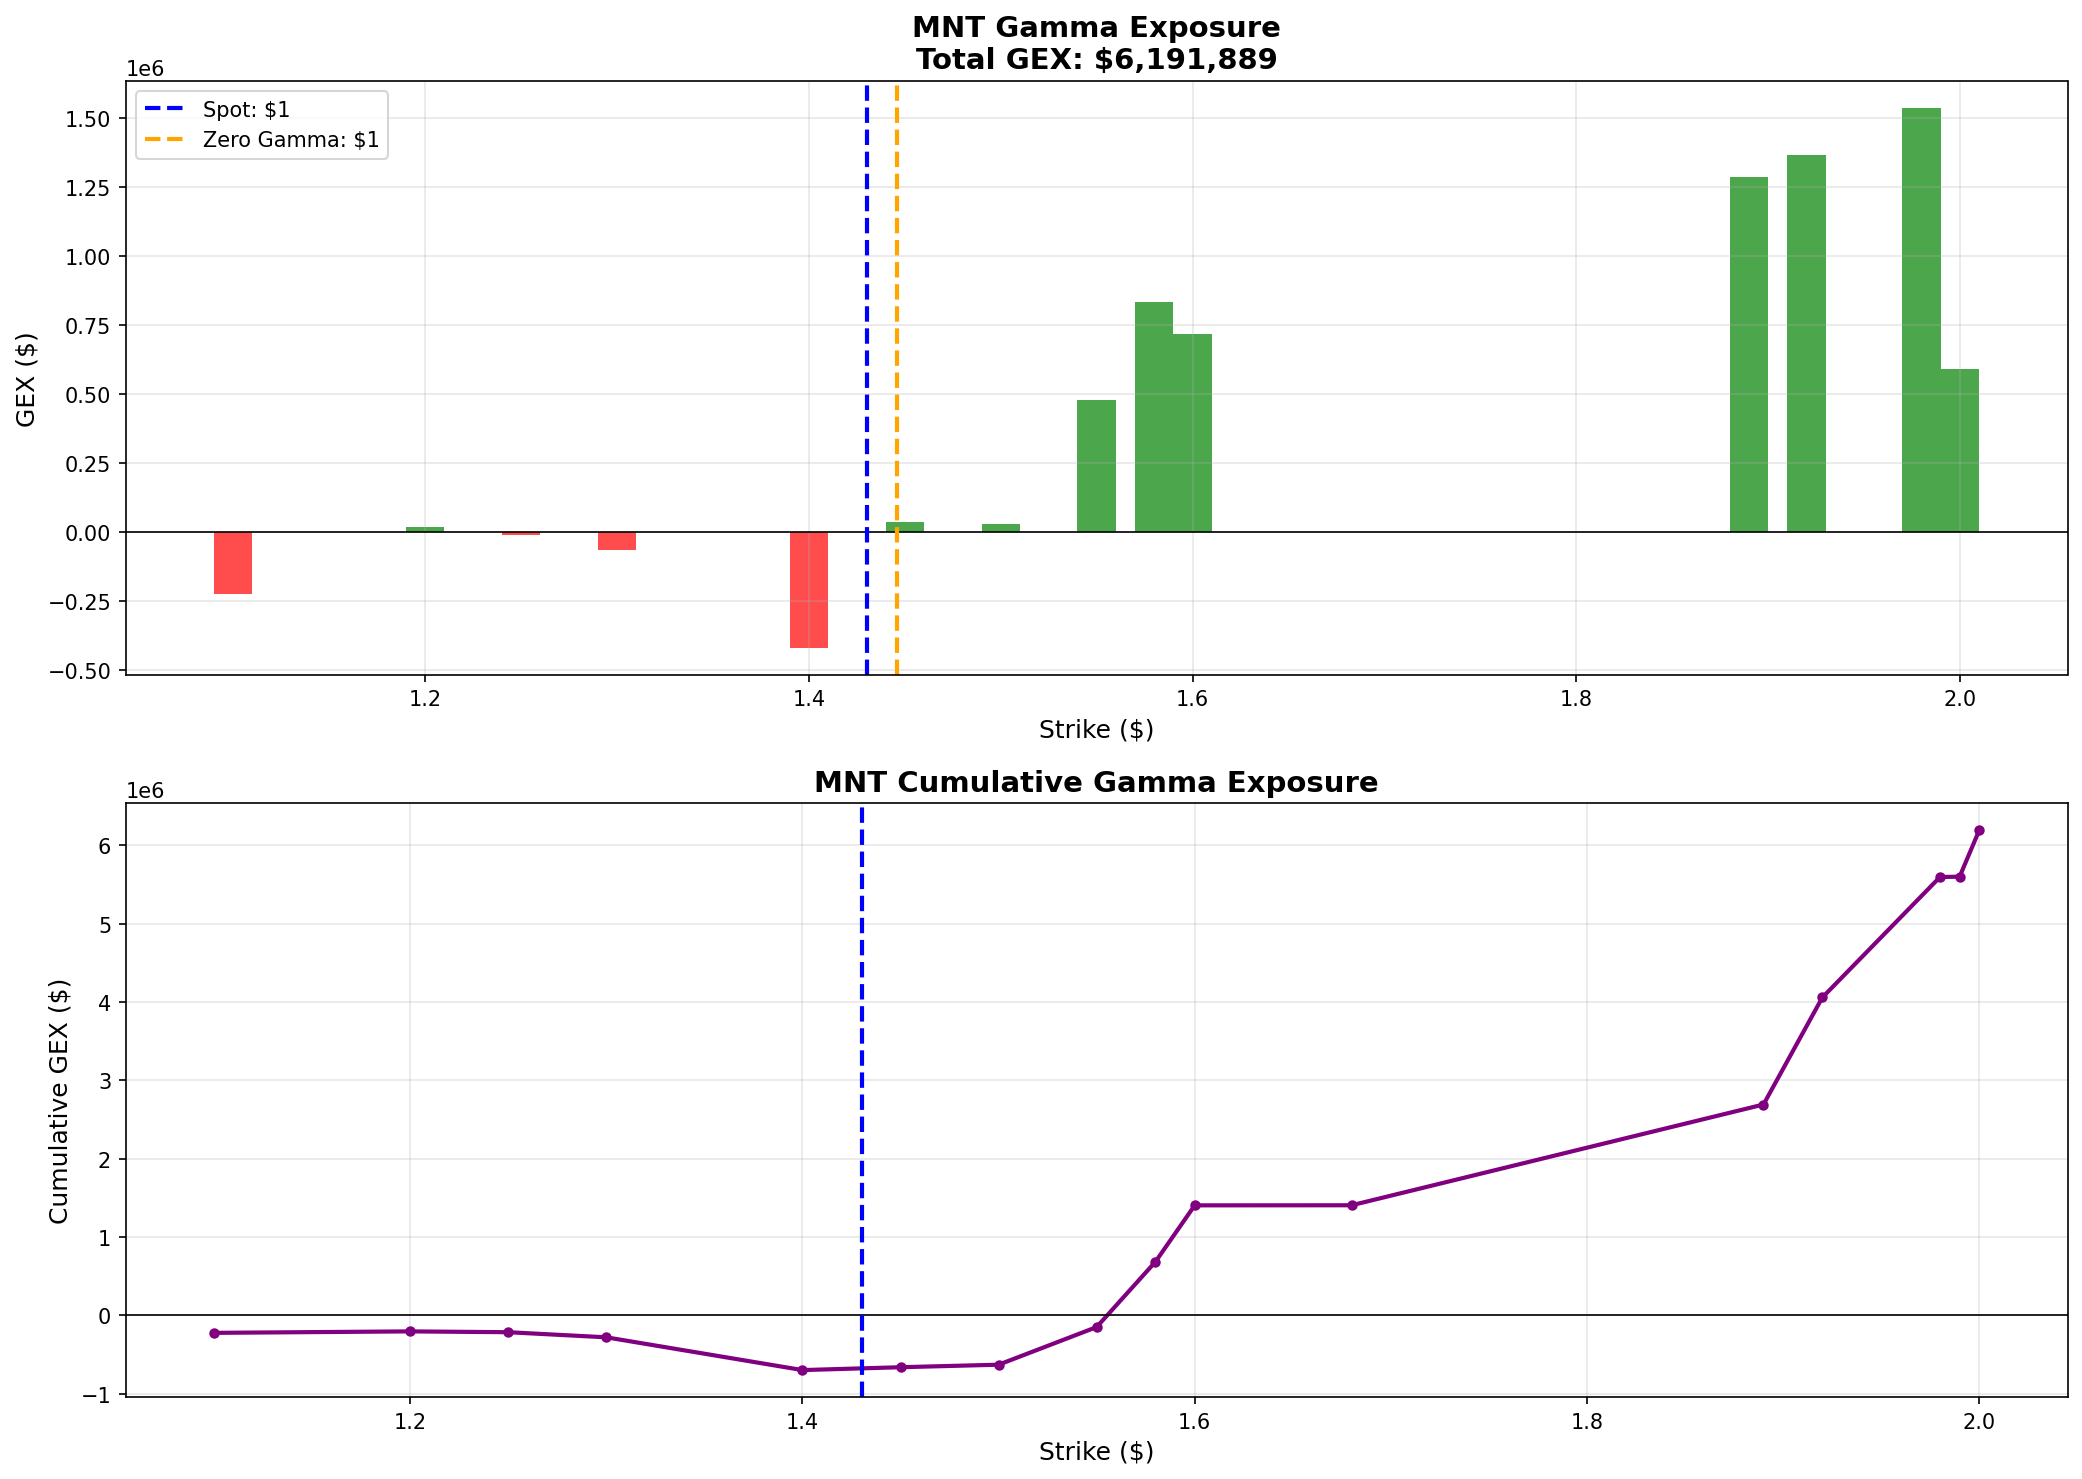 MNT Gamma Exposure
Total GEX: $6,191,889
1e6
Spot: $1
Zero Gamma: $1
1.50
1.25
1.00
0.75
0.50
0.25
0.00
−0.25
−0.50
GEX ($)
1.2 1.4 1.6 1.8 2.0
Strike ($)
MNT Cumulative Gamma Exposure
1e6
6
5
4
3
2
1
0
−1
Cumulative GEX ($)
1.2 1.4 1.6 1.8 2.0
Strike ($)